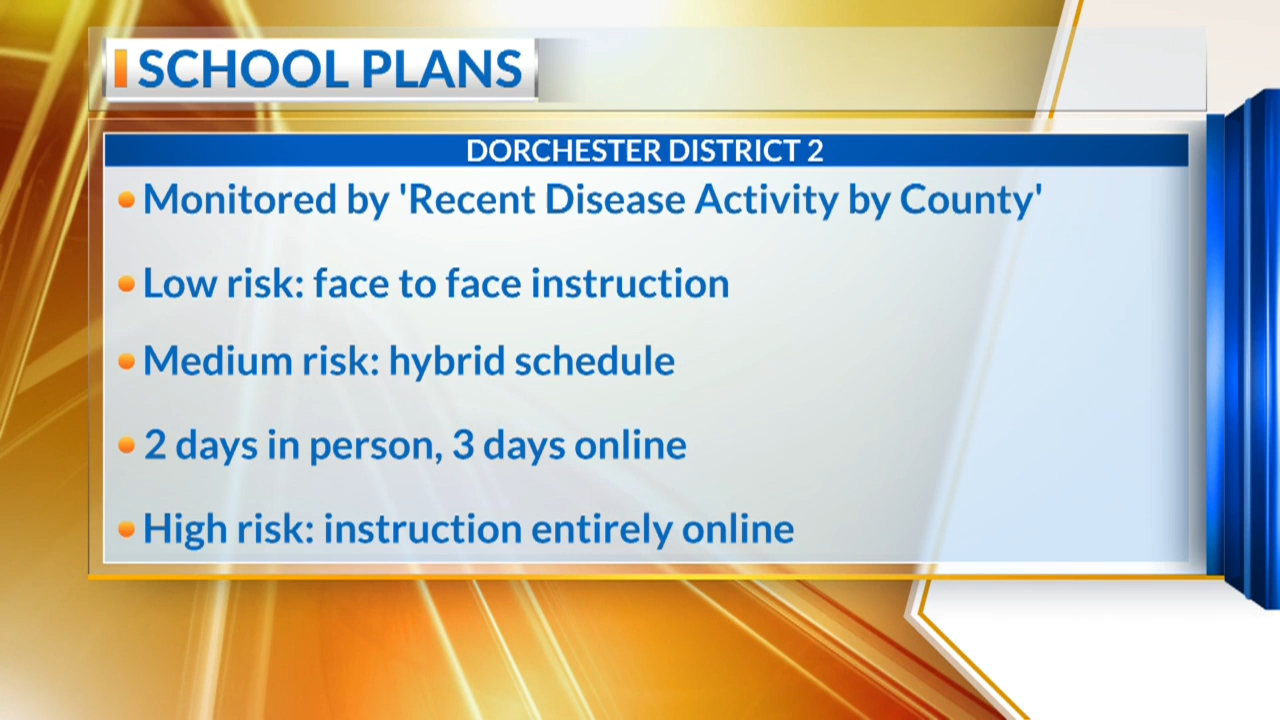 SCHOOL PLANS
DORCHESTER DISTRICT 2
Monitored by 'Recent Disease Activity by County'
Low risk: face to face instruction
Medium risk: hybrid schedule
2 days in person, 3 days online
High risk: instruction entirely online